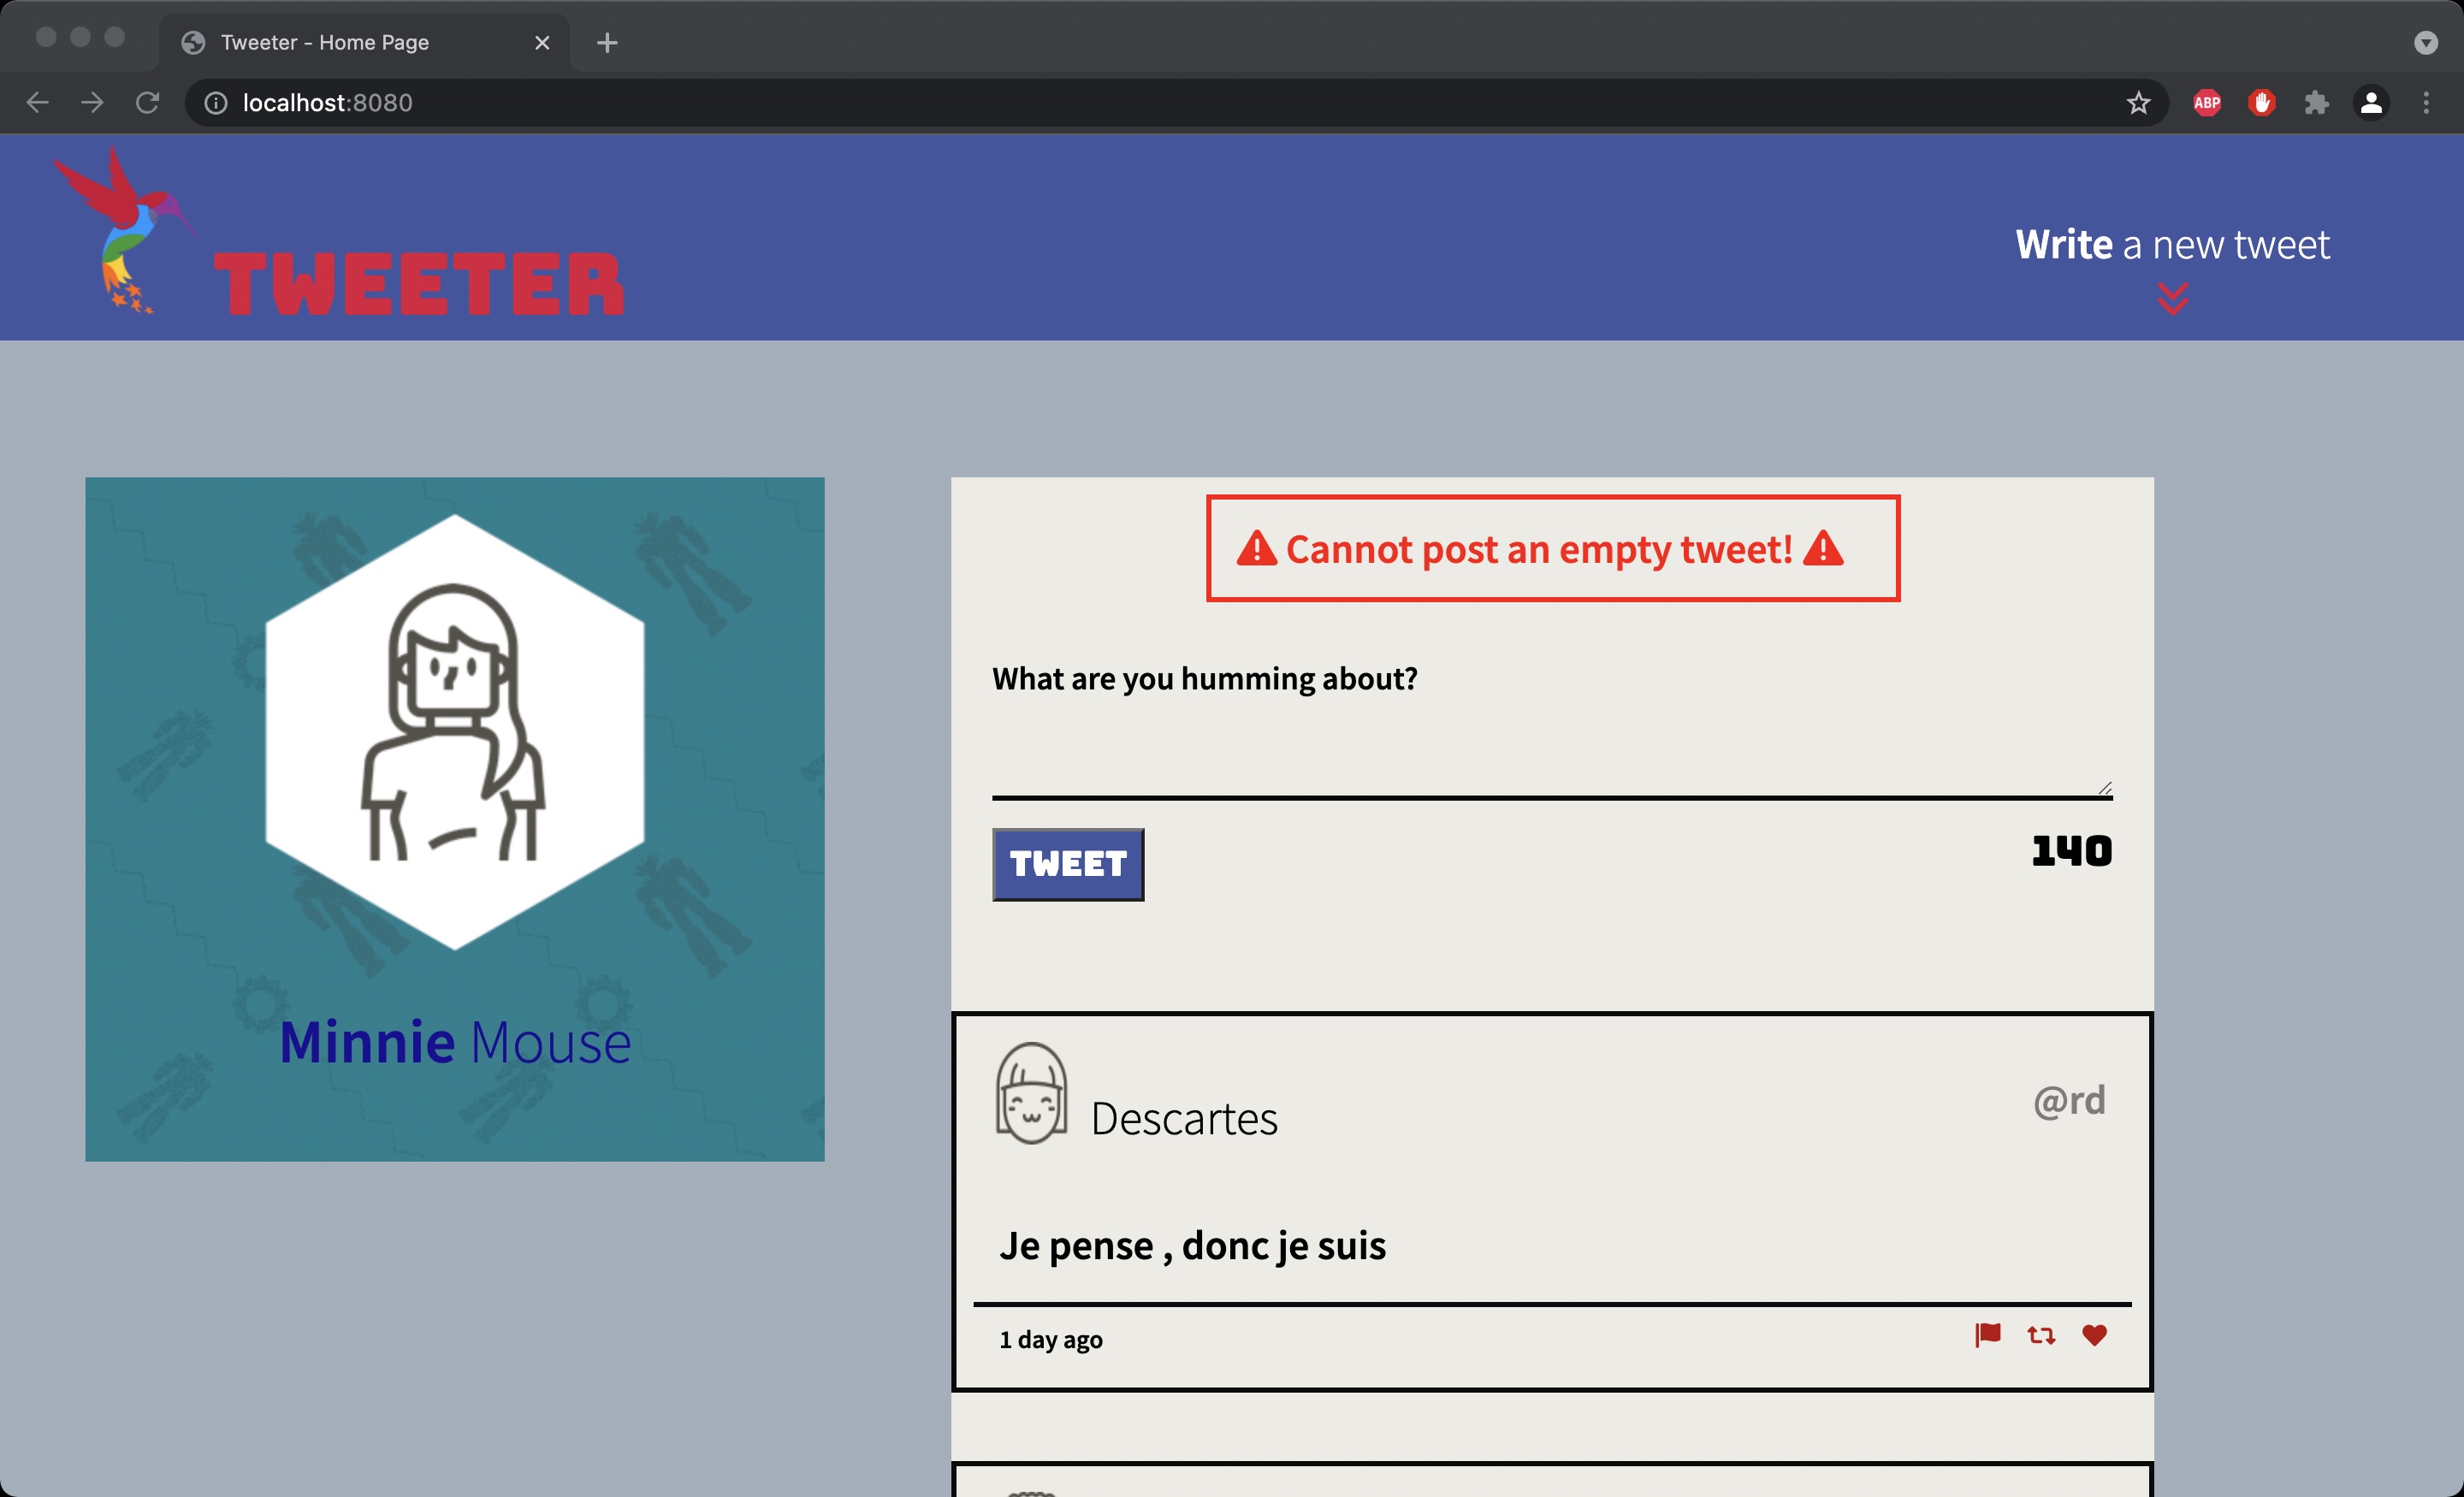 Tweeter - Home Page
localhost:8080
ABP
TWEETER
Write a new tweet
Cannot post an empty tweet!
What are you humming about?
TWEET
140
Minnie Mouse
Descartes
@rd
Je pense , donc je suis
1 day ago